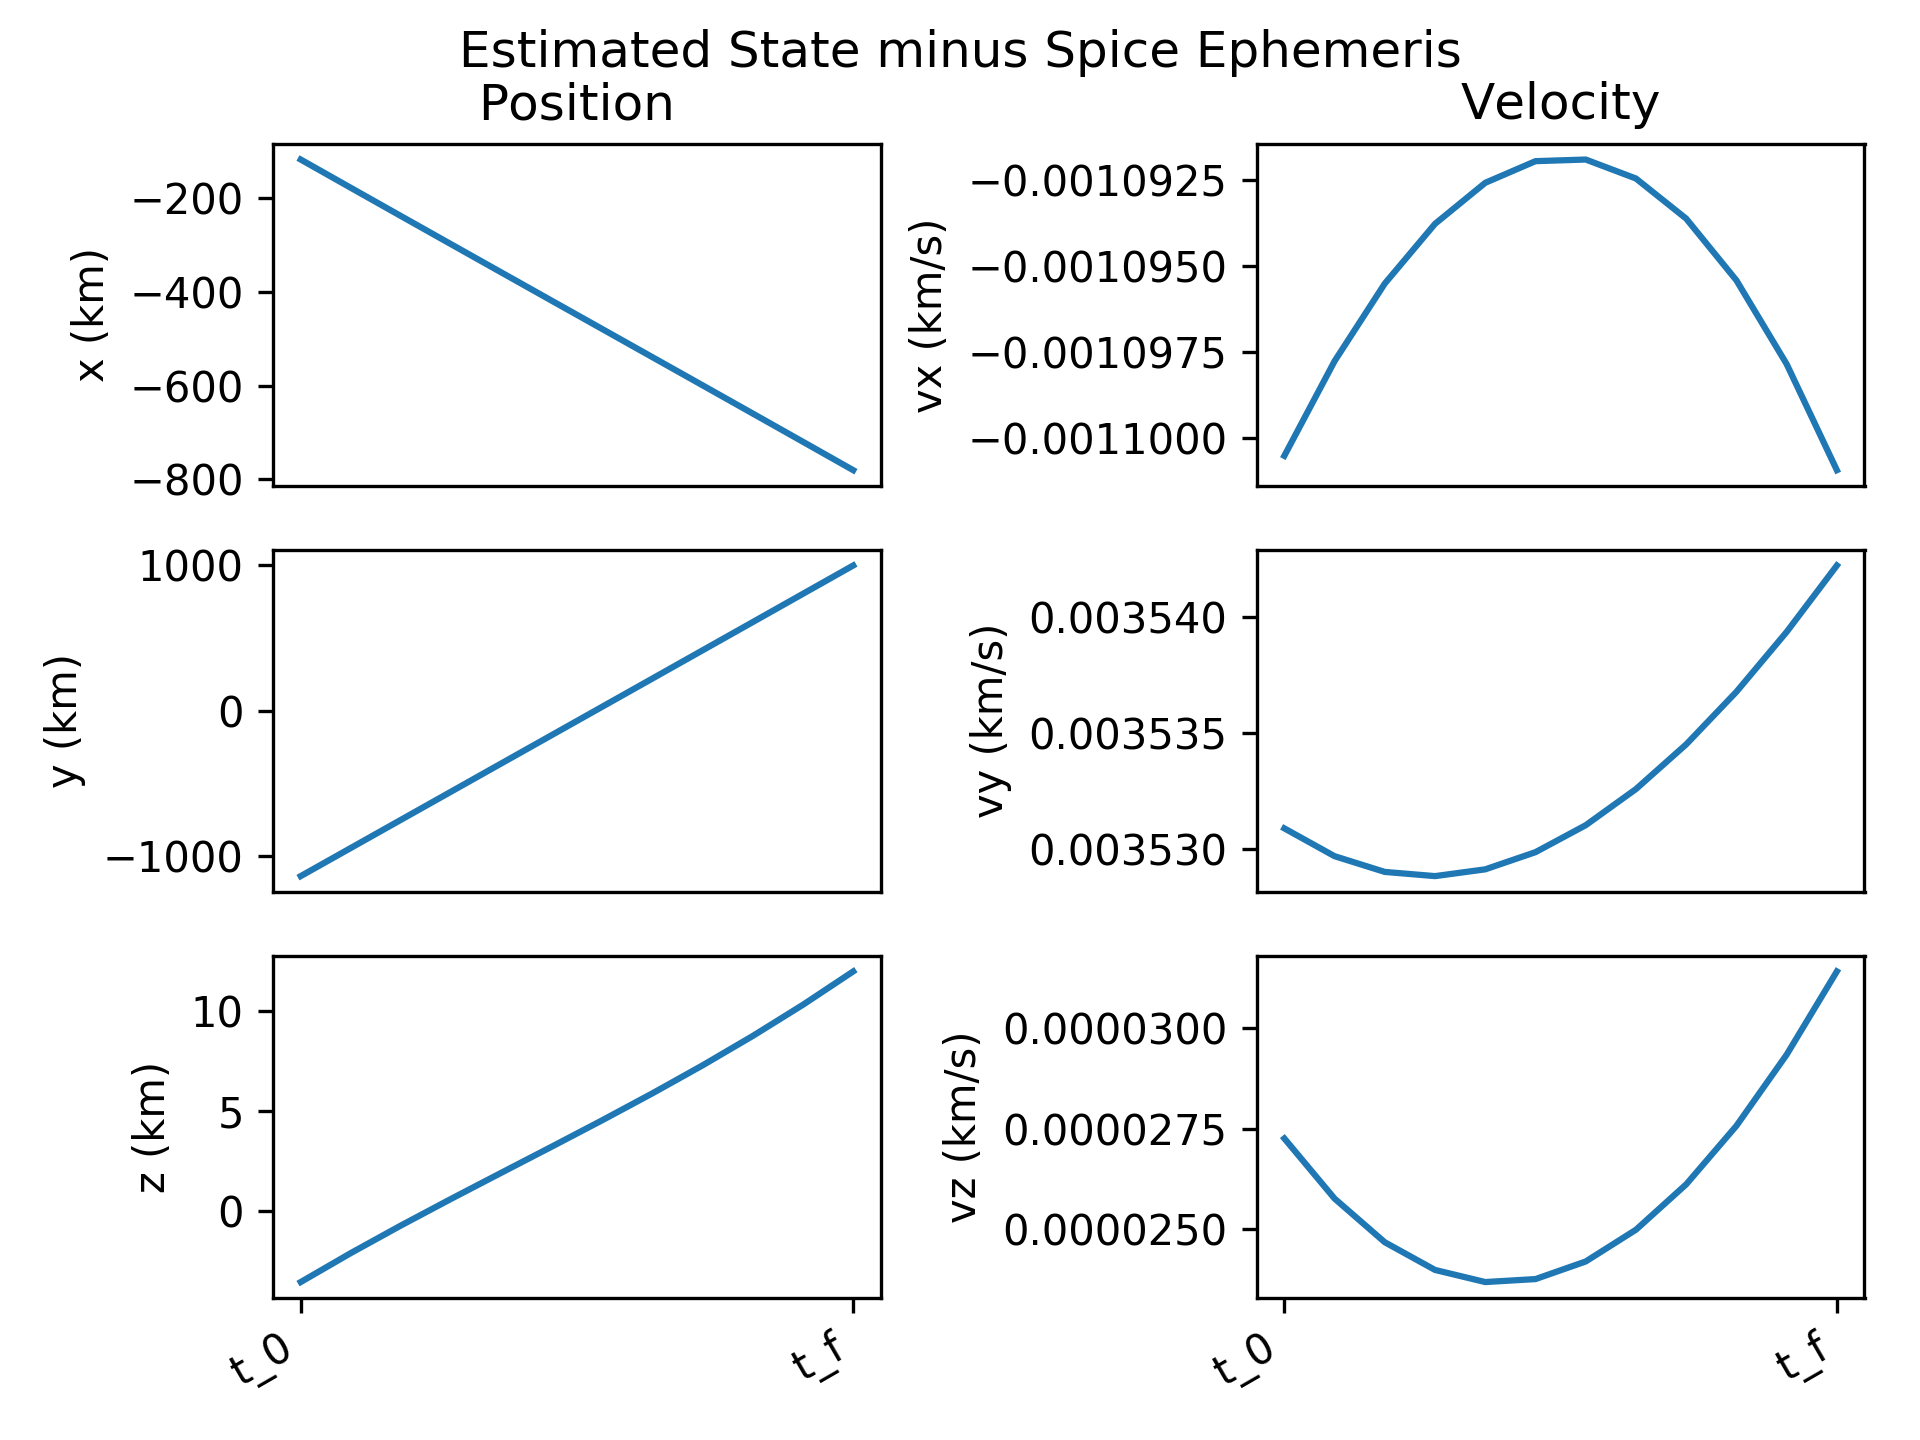 Estimated State minus Spice Ephemeris
Position
Velocity
x (km)
−200
−400
−600
−800
vx (km/s)
−0.0010925
−0.0010950
−0.0010975
−0.0011000
y (km)
1000
0
−1000
vy (km/s)
0.003540
0.003535
0.003530
z (km)
10
5
0
vz (km/s)
0.0000300
0.0000275
0.0000250
t_0
t_f
t_0
t_f